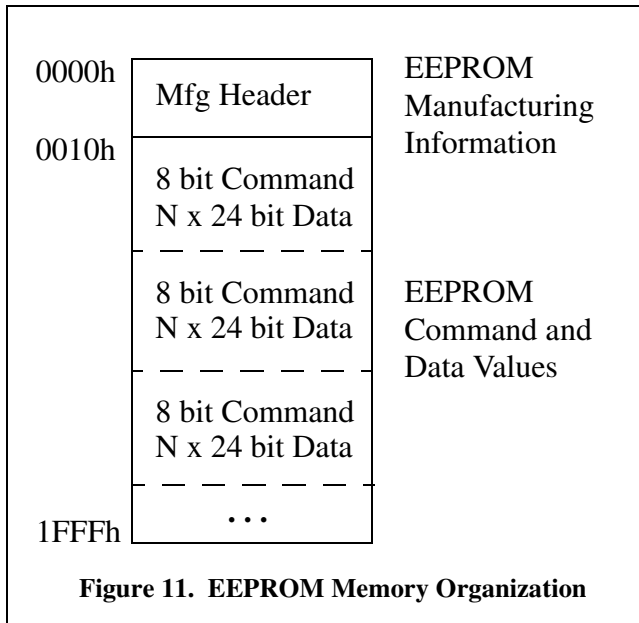 0000h
Mfg Header
EEPROM
Manufacturing
Information
0010h
8 bit Command
N x 24 bit Data
8 bit Command
N x 24 bit Data
EEPROM
Command and
Data Values
8 bit Command
N x 24 bit Data
...
1FFFh
Figure 11. EEPROM Memory Organization